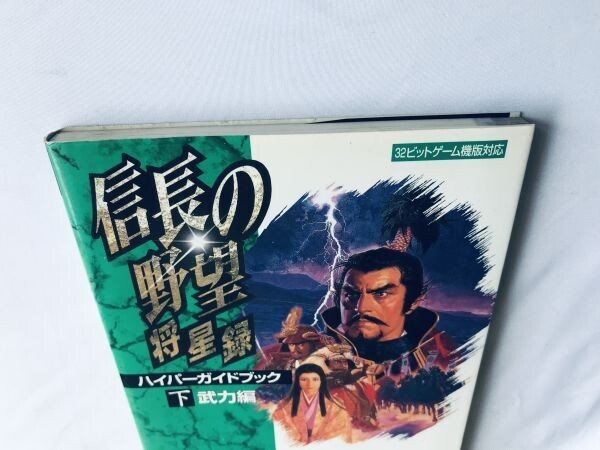 32ビットゲーム機版対応
信長の
野望
将星録
ハイパーガイドブック
下 武力編